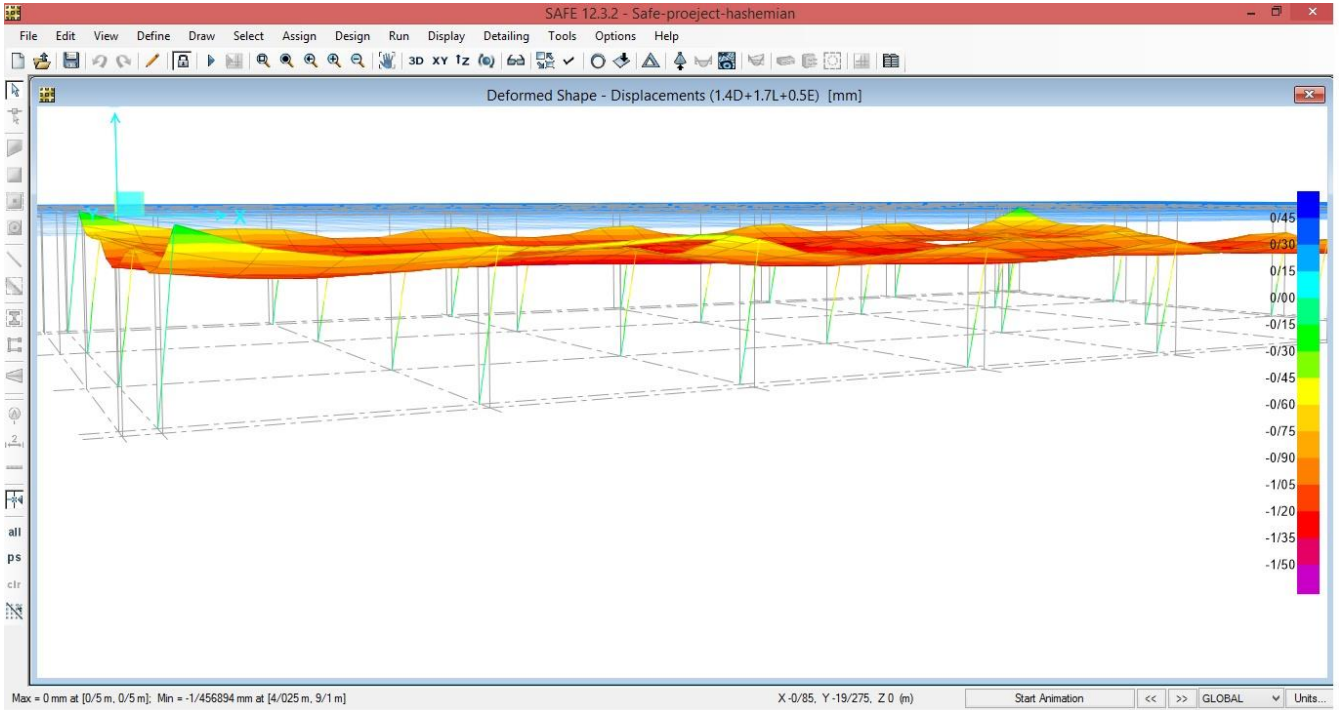 SAFE 12.3.2 - Safe-proeject-hashemian
File Edit View Define Draw Select Assign Design Run Display Detailing Tools Options Help
3D XY ↑Z
Deformed Shape - Displacements (1.4D+1.7L+0.5E) [mm]
X
0/45
0/30
0/15
0/00
-0/15
-0/30
-0/45
-0/60
-0/75
-0/90
-1/05
-1/20
-1/35
-1/50
2
all
ps
clr
Max = 0 mm at [0/5 m, 0/5 m]; Min = -1/456894 mm at [4/025 m, 9/1 m] X -0/85, Y -19/275, Z 0 (m) Start Animation << >> GLOBAL Units...